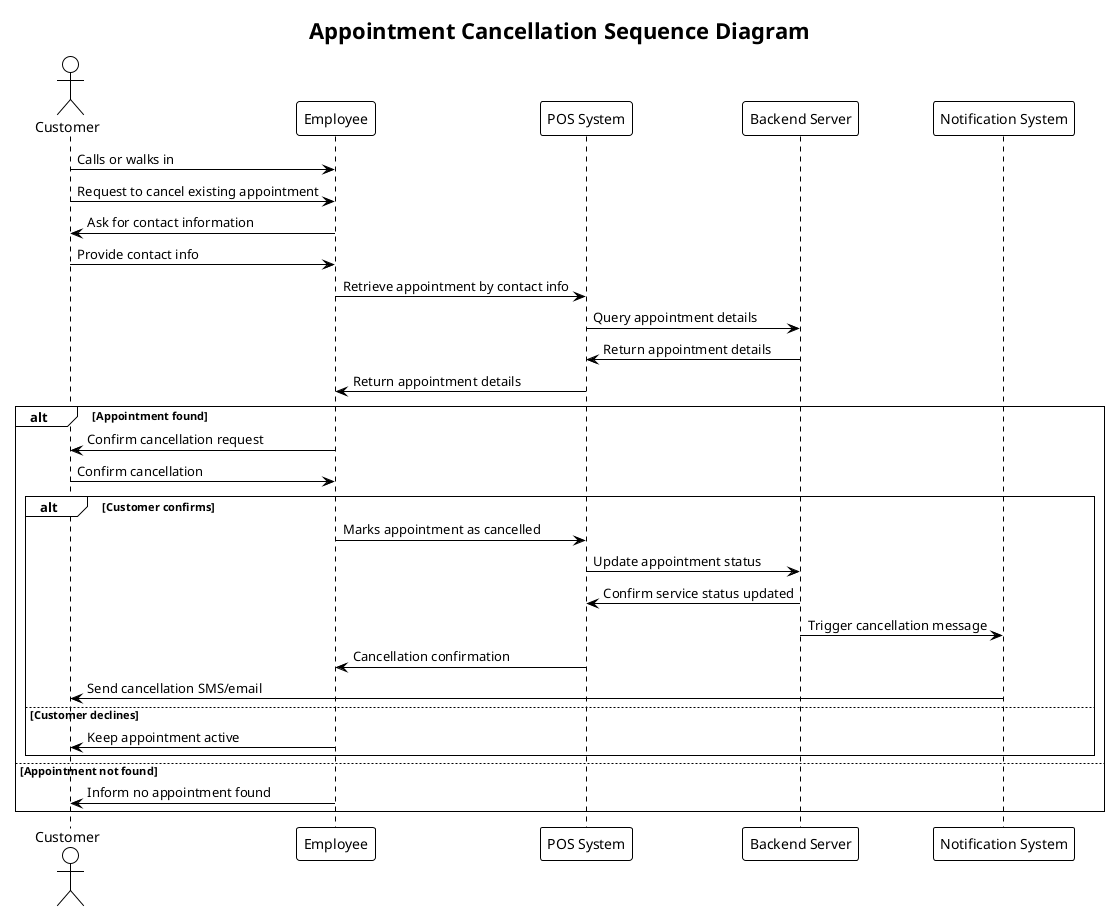 Appointment Cancellation Sequence Diagram
Customer
Employee
POS System
Backend Server
Notification System
Calls or walks in
Request to cancel existing appointment
Ask for contact information
Provide contact info
Retrieve appointment by contact info
Query appointment details
Return appointment details
Return appointment details
alt [Appointment found]
Confirm cancellation request
Confirm cancellation
alt [Customer confirms]
Marks appointment as cancelled
Update appointment status
Confirm service status updated
Trigger cancellation message
Cancellation confirmation
Send cancellation SMS/email
[Customer declines]
Keep appointment active
[Appointment not found]
Inform no appointment found
Customer
Employee
POS System
Backend Server
Notification System